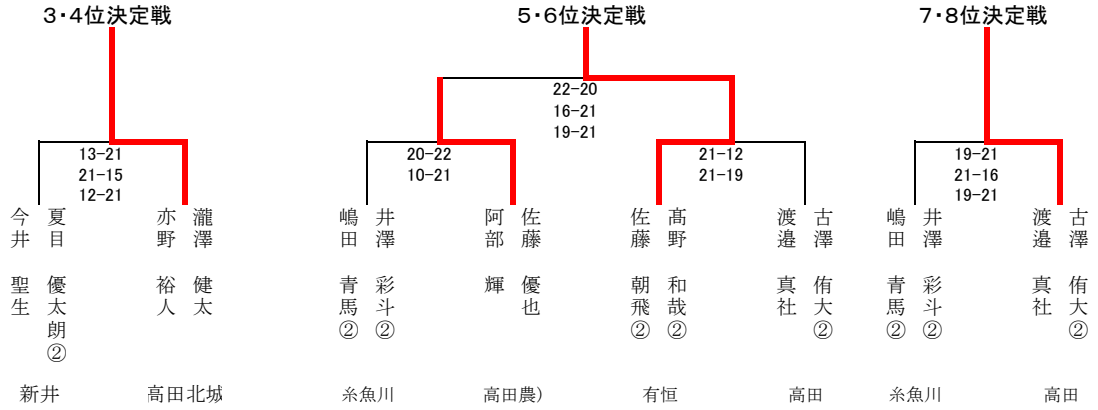 3・4位決定戦
5・6位決定戦
7・8位決定戦
22-20
16-21
19-21
13-21
21-15
12-21
20-22
10-21
21-12
21-19
19-21
21-16
19-21
夏目 優太朗②
今井 聖生
瀧澤 健太
亦野 裕人
井澤 彩斗②
嶋田 青馬②
佐藤 優也
阿部 輝
髙野 和哉②
佐藤 朝飛②
古澤 侑大②
渡邉 真社
井澤 彩斗②
嶋田 青馬②
古澤 侑大②
渡邉 真社
新井
高田北城
糸魚川
高田農)
有恒
高田
糸魚川
高田